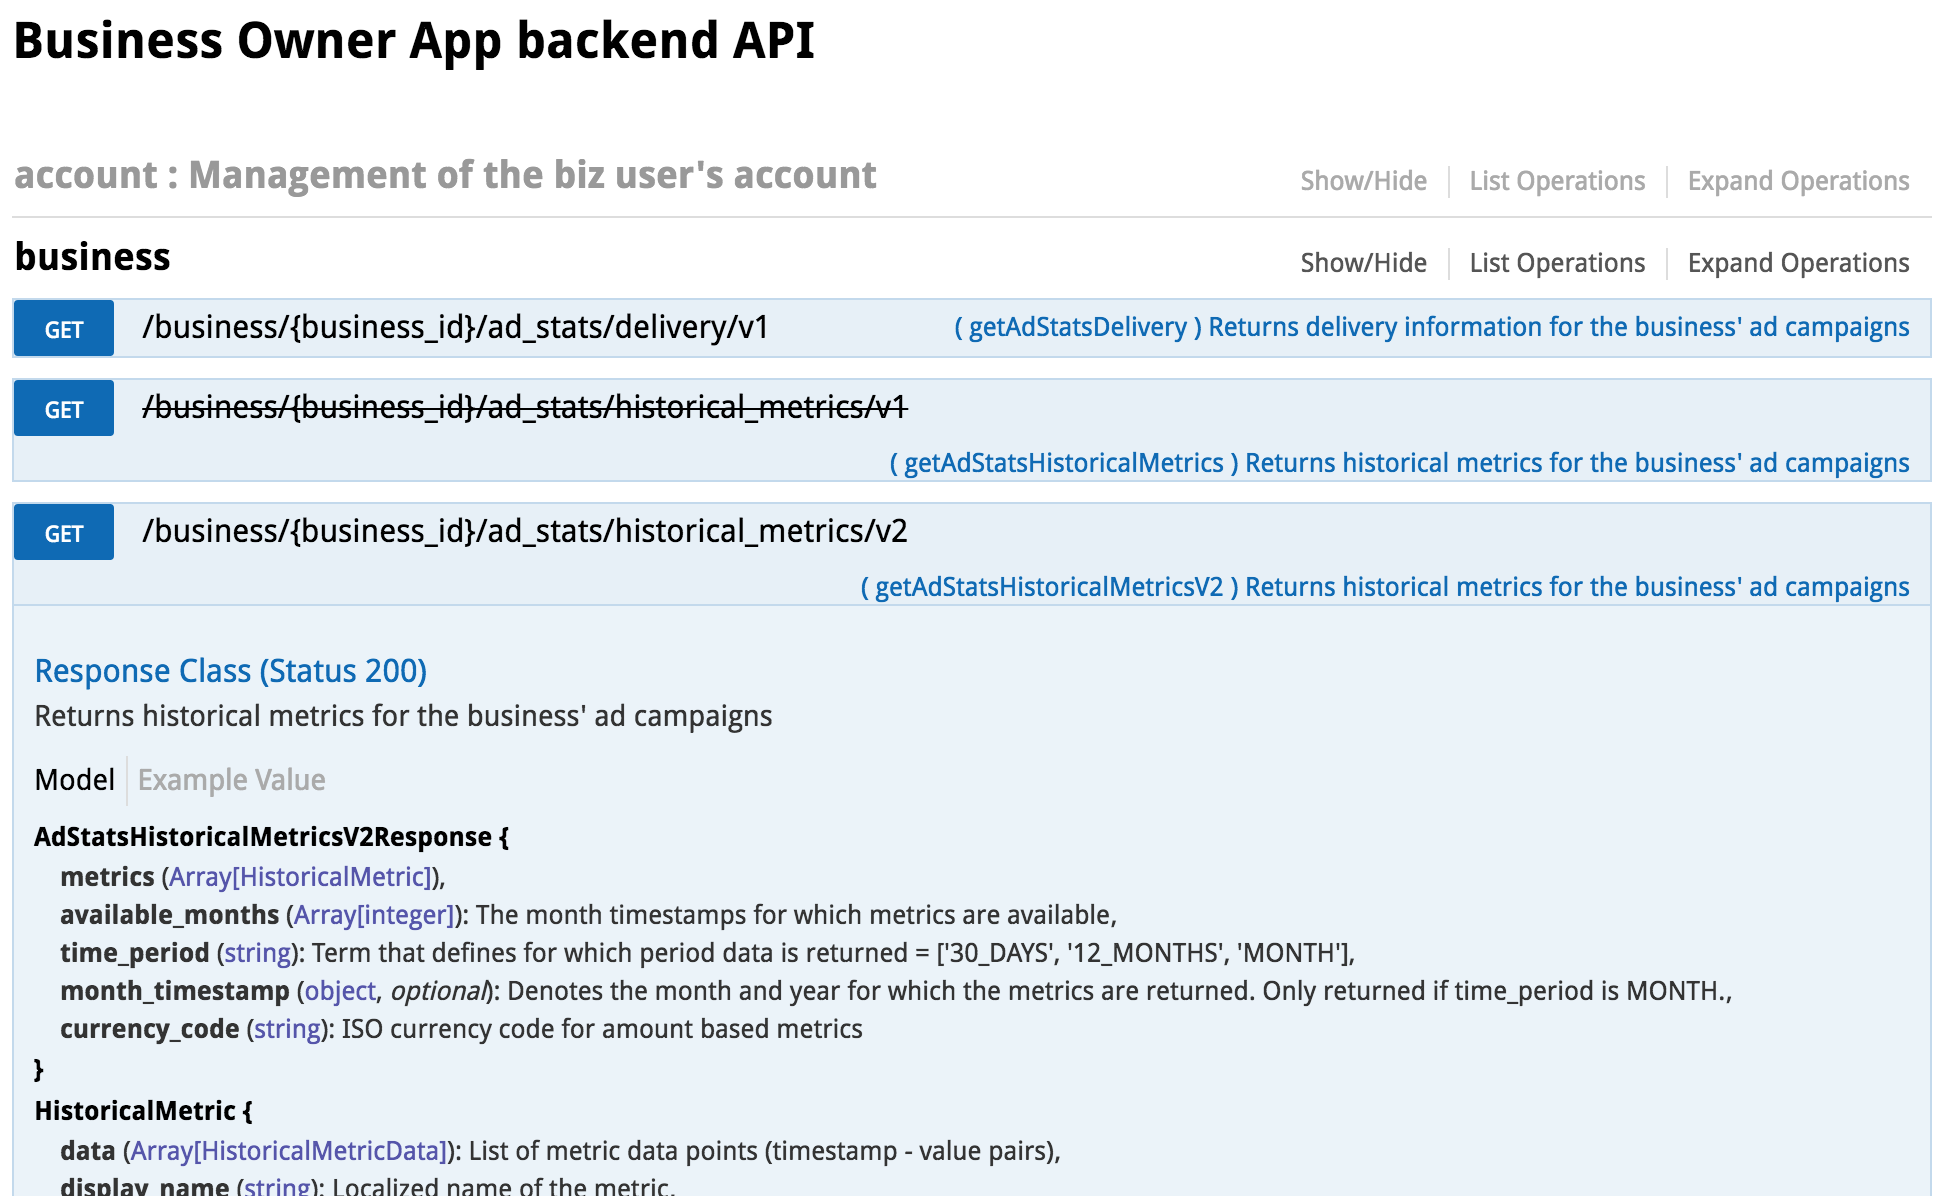 Business Owner App backend API
account : Management of the biz user's account
Show/Hide
List Operations
Expand Operations
business
Show/Hide
List Operations
Expand Operations
GET
/business/{business_id}/ad_stats/delivery/v1
( getAdStatsDelivery ) Returns delivery information for the business' ad campaigns
GET
/business/{business_id}/ad_stats/historical_metrics/v1
( getAdStatsHistoricalMetrics ) Returns historical metrics for the business' ad campaigns
GET
/business/{business_id}/ad_stats/historical_metrics/v2
( getAdStatsHistoricalMetricsV2 ) Returns historical metrics for the business' ad campaigns
Response Class (Status 200)
Returns historical metrics for the business' ad campaigns
Model
Example Value
AdStatsHistoricalMetricsV2Response {
metrics (Array[HistoricalMetric]),
available_months (Array[integer]): The month timestamps for which metrics are available,
time_period (string): Term that defines for which period data is returned = ['30_DAYS', '12_MONTHS', 'MONTH'],
month_timestamp (object, optional): Denotes the month and year for which the metrics are returned. Only returned if time_period is MONTH.,
currency_code (string): ISO currency code for amount based metrics
}
HistoricalMetric {
data (Array[HistoricalMetricData]): List of metric data points (timestamp - value pairs),
display_name (string): Localized name of the metric.